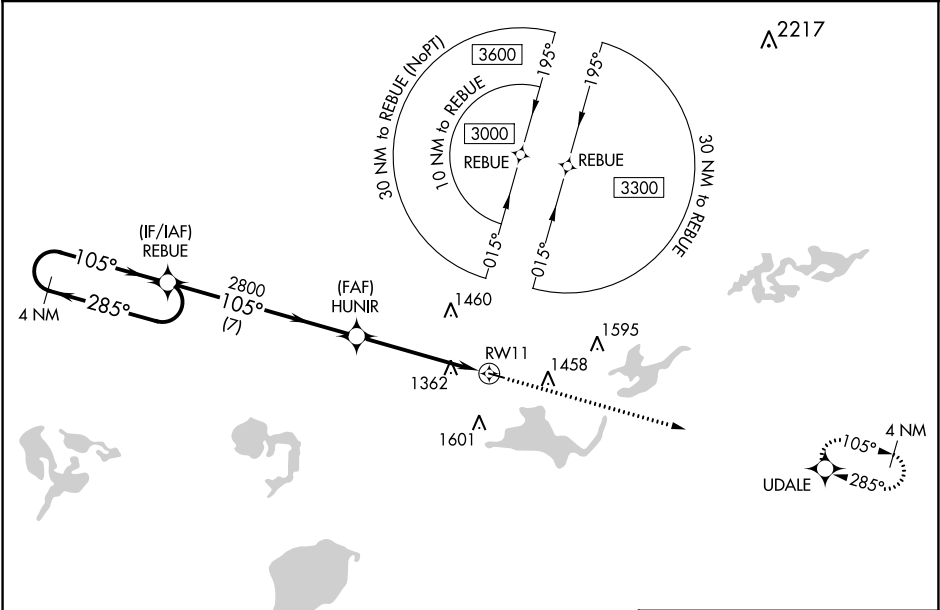 2217
3600
30 NM to REBUE (NoPT)
10 NM to REBUE
3000
195°
REBUE
015°
195°
REBUE
3300
30 NM to REBUE
015°
(IF/IAF)
REBUE
105°
285°
4 NM
2800
105°
(7)
(FAF)
HUNIR
1460
1595
RW11
1458
1362
1601
4 NM
105°
UDALE
285°